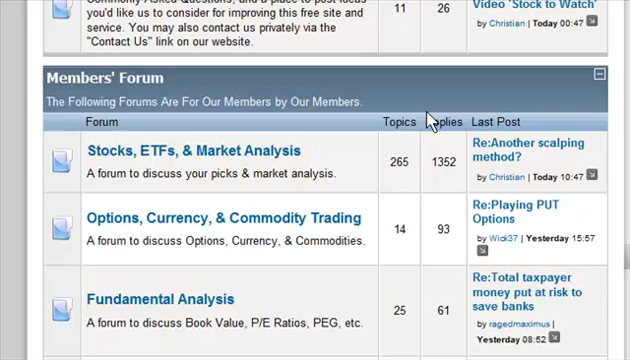 Commonly Asked Questions, and a place to post ideas
you'd like us to consider for improving this free site and
service. You may also contact us privately via the
"Contact Us" link on our website.
11
26
Video 'Stock to Watch'
by Christian | Today 00:47
Members' Forum
The Following Forums Are For Our Members by Our Members.
Forum
Topics
Last Post
Stocks, ETFs, & Market Analysis
A forum to discuss your picks & market analysis.
265
1352
Re:Another scalping
method?
by Christian | Today 10:47
Options, Currency, & Commodity Trading
A forum to discuss Options, Currency, & Commodities.
14
93
Re:Playing PUT
Options
by Wick37 | Yesterday 15:57
Fundamental Analysis
A forum to discuss Book Value, P/E Ratios, PEG, etc.
25
61
Re:Total taxpayer
money put at risk to
save banks
by ragedmaximus |
Yesterday 08:52